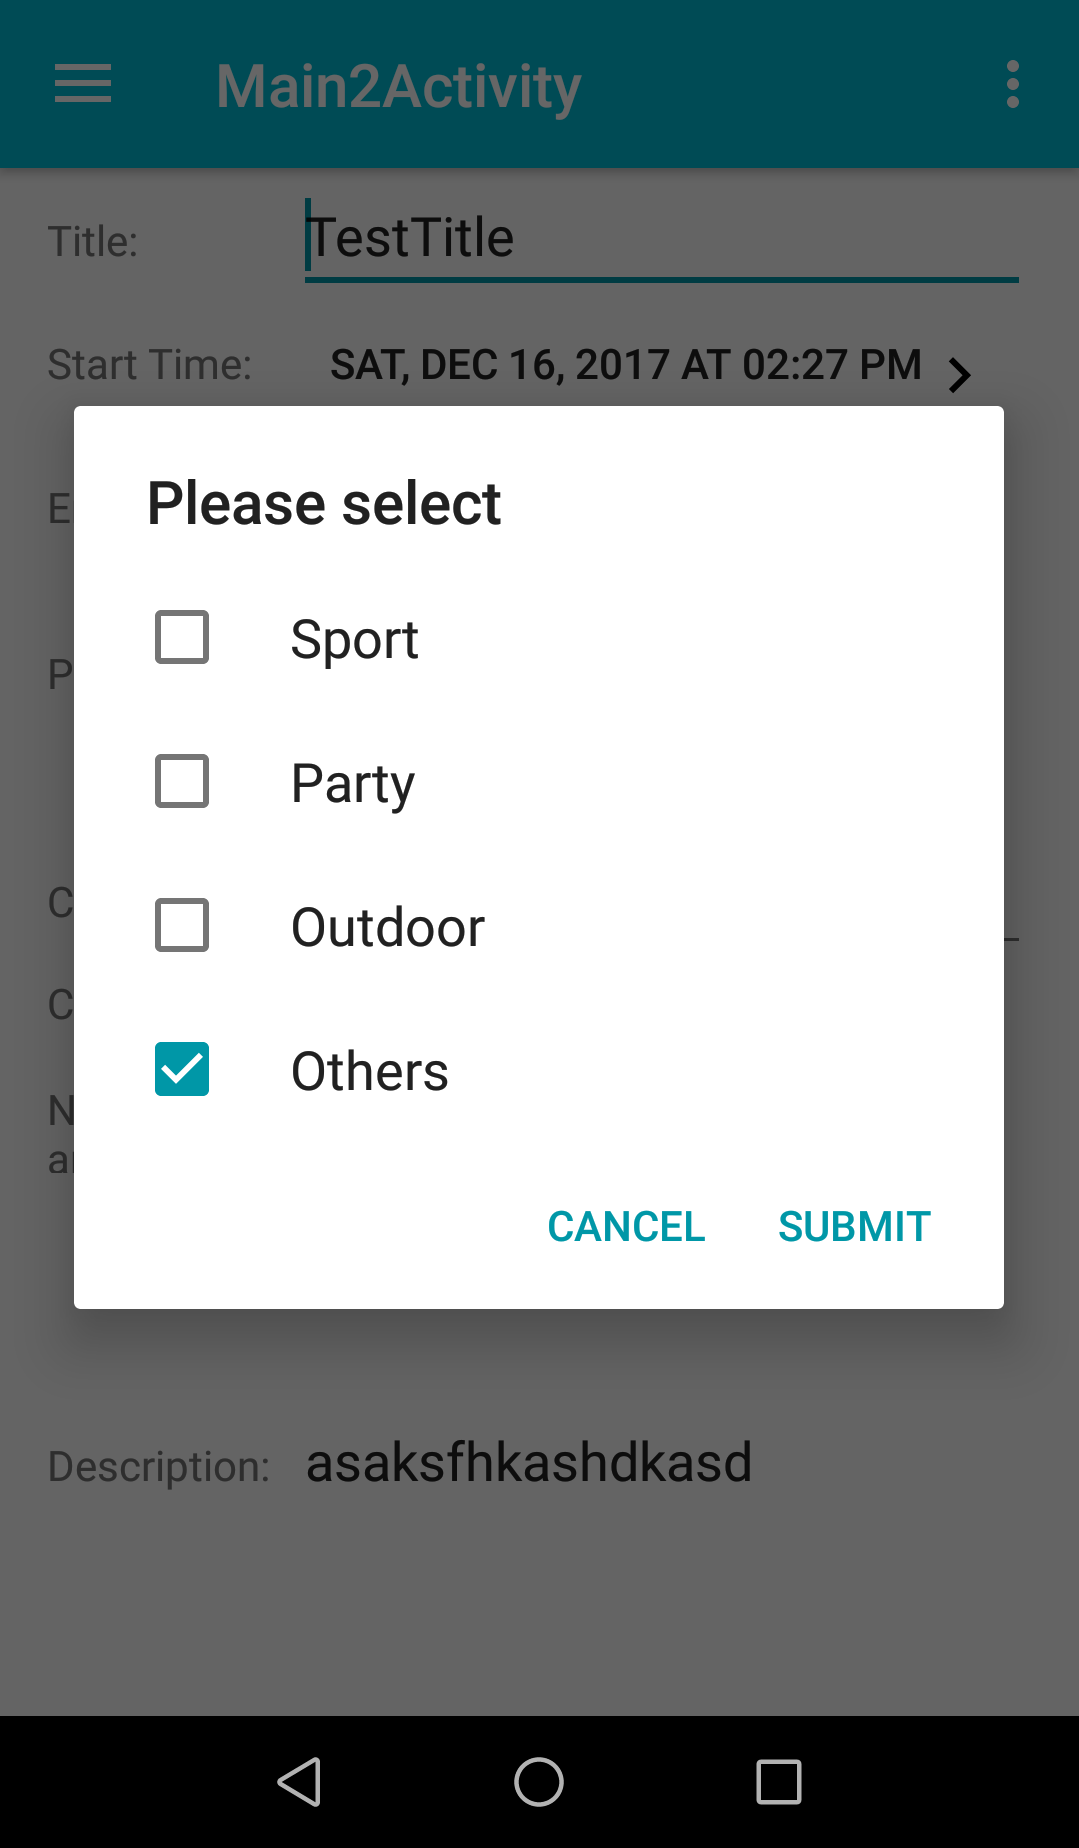 Main2Activity
Title: TestTitle
Start Time: SAT, DEC 16, 2017 AT 02:27 PM
Please select
Sport
Party
Outdoor
Others
CANCEL SUBMIT
Description: asaksfhkashdkasd